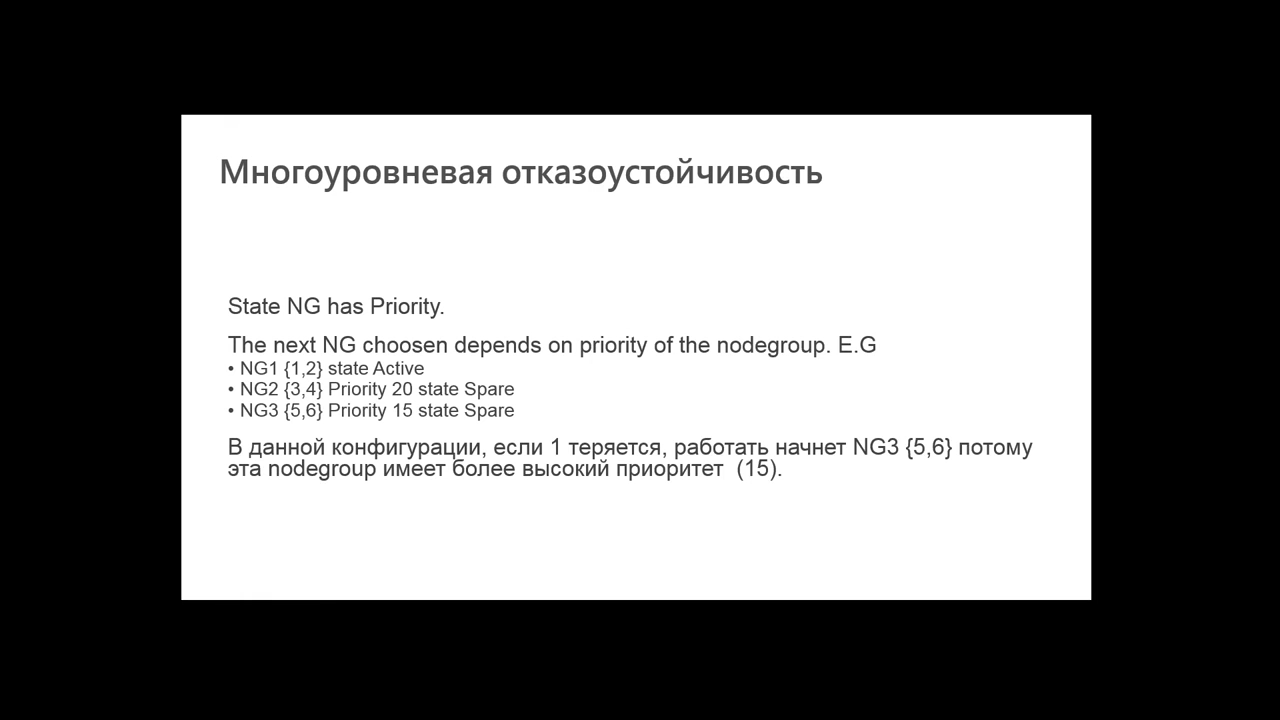 Многоуровневая отказоустойчивость
State NG has Priority.
The next NG choosen depends on priority of the nodegroup. E.G
• NG1 {1,2} state Active
• NG2 {3,4} Priority 20 state Spare
• NG3 {5,6} Priority 15 state Spare
В данной конфигурации, если 1 теряется, работать начнет NG3 {5,6} потому
эта nodegroup имеет более высокий приоритет (15).